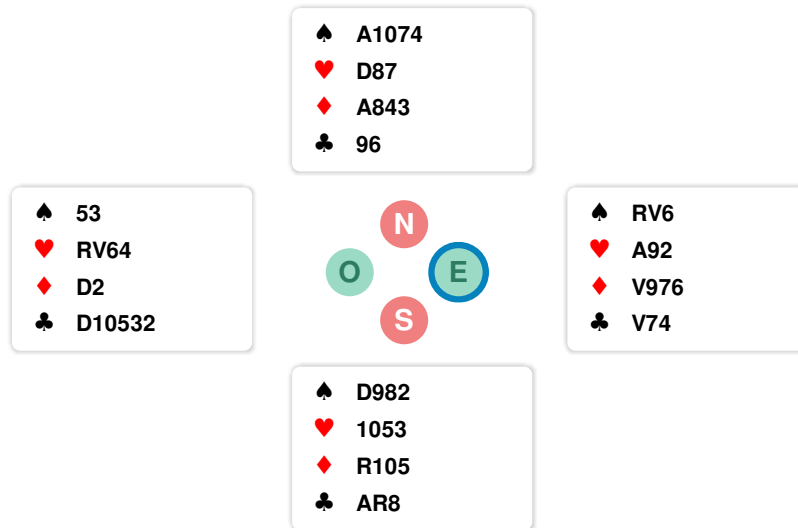 ♠ A1074
♥ D87
♦ A843
♣ 96
♠ 53
♥ RV64
♦ D2
♣ D10532
N
O E
S
♠ RV6
♥ A92
♦ V976
♣ V74
♠ D982
♥ 1053
♦ R105
♣ AR8